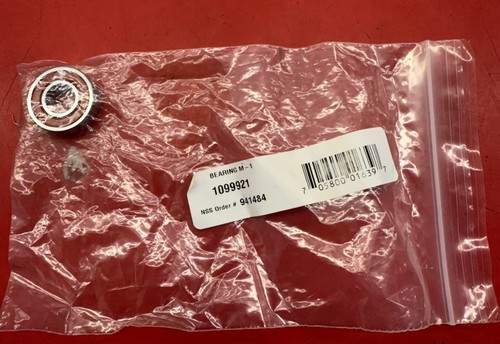 BEARING M-1
1099921
NSS Order # 941484
7 05800 01639 7